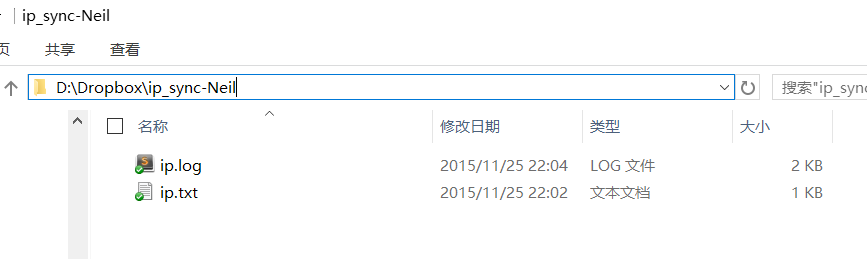 ip_sync-Neil
页 共享 查看
D:\Dropbox\ip_sync-Neil 搜索"ip_sync
名称 修改日期 类型 大小
ip.log 2015/11/25 22:04 LOG 文件 2 KB
ip.txt 2015/11/25 22:02 文本文档 1 KB